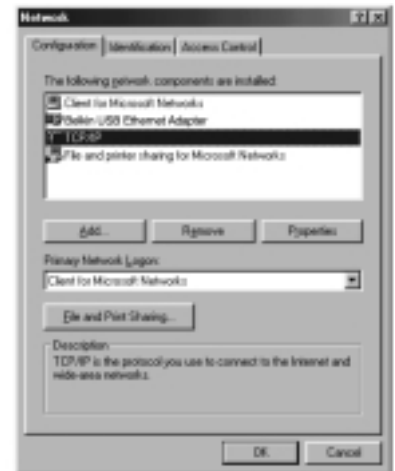 Network
Configuration Identification Access Control
The following network components are installed:
Client for Microsoft Networks
Belkin USB Ethernet Adapter
TCP/IP
File and printer sharing for Microsoft Networks
Add... Remove Properties
Primary Network Logon:
Client for Microsoft Networks
File and Print Sharing...
Description
TCP/IP is the protocol you use to connect to the Internet and
wide-area networks.
OK Cancel